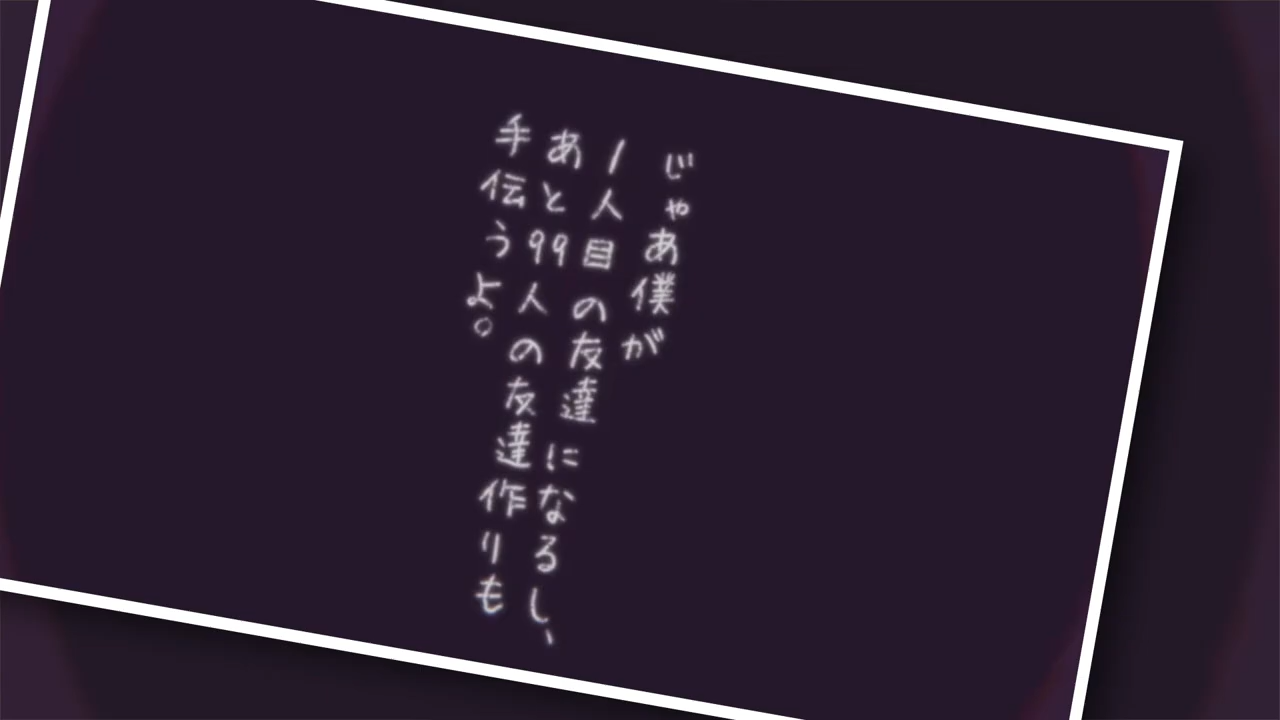 じゃあ僕が
1人目の友達になるし、
あと99人の友達作りも
手伝うよ。